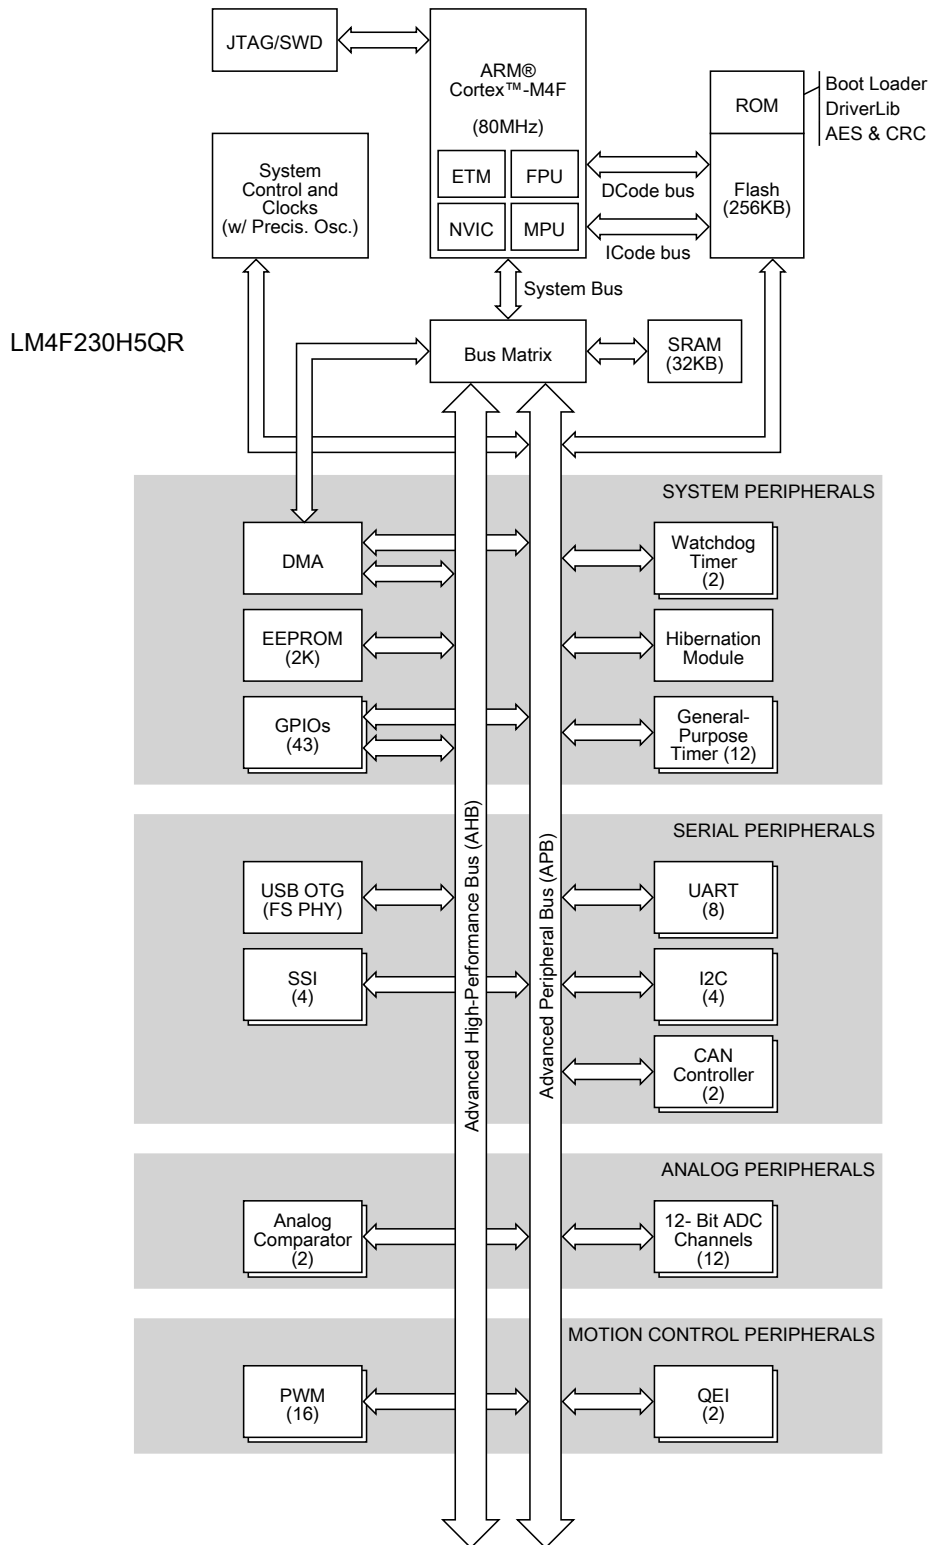 JTAG/SWD
ARM®
Cortex™-M4F
(80MHz)
ETM
FPU
NVIC
MPU
ROM
Boot Loader
DriverLib
AES & CRC
Flash
(256KB)
DCode bus
ICode bus
System
Control and
Clocks
(w/ Precis. Osc.)
System Bus
LM4F230H5QR
Bus Matrix
SRAM
(32KB)
SYSTEM PERIPHERALS
DMA
Watchdog
Timer
(2)
EEPROM
(2K)
Hibernation
Module
GPIOs
(43)
General-
Purpose
Timer (12)
Advanced High-Performance Bus (AHB)
Advanced Peripheral Bus (APB)
SERIAL PERIPHERALS
USB OTG
(FS PHY)
UART
(8)
SSI
(4)
I2C
(4)
CAN
Controller
(2)
ANALOG PERIPHERALS
Analog
Comparator
(2)
12- Bit ADC
Channels
(12)
MOTION CONTROL PERIPHERALS
PWM
(16)
QEI
(2)